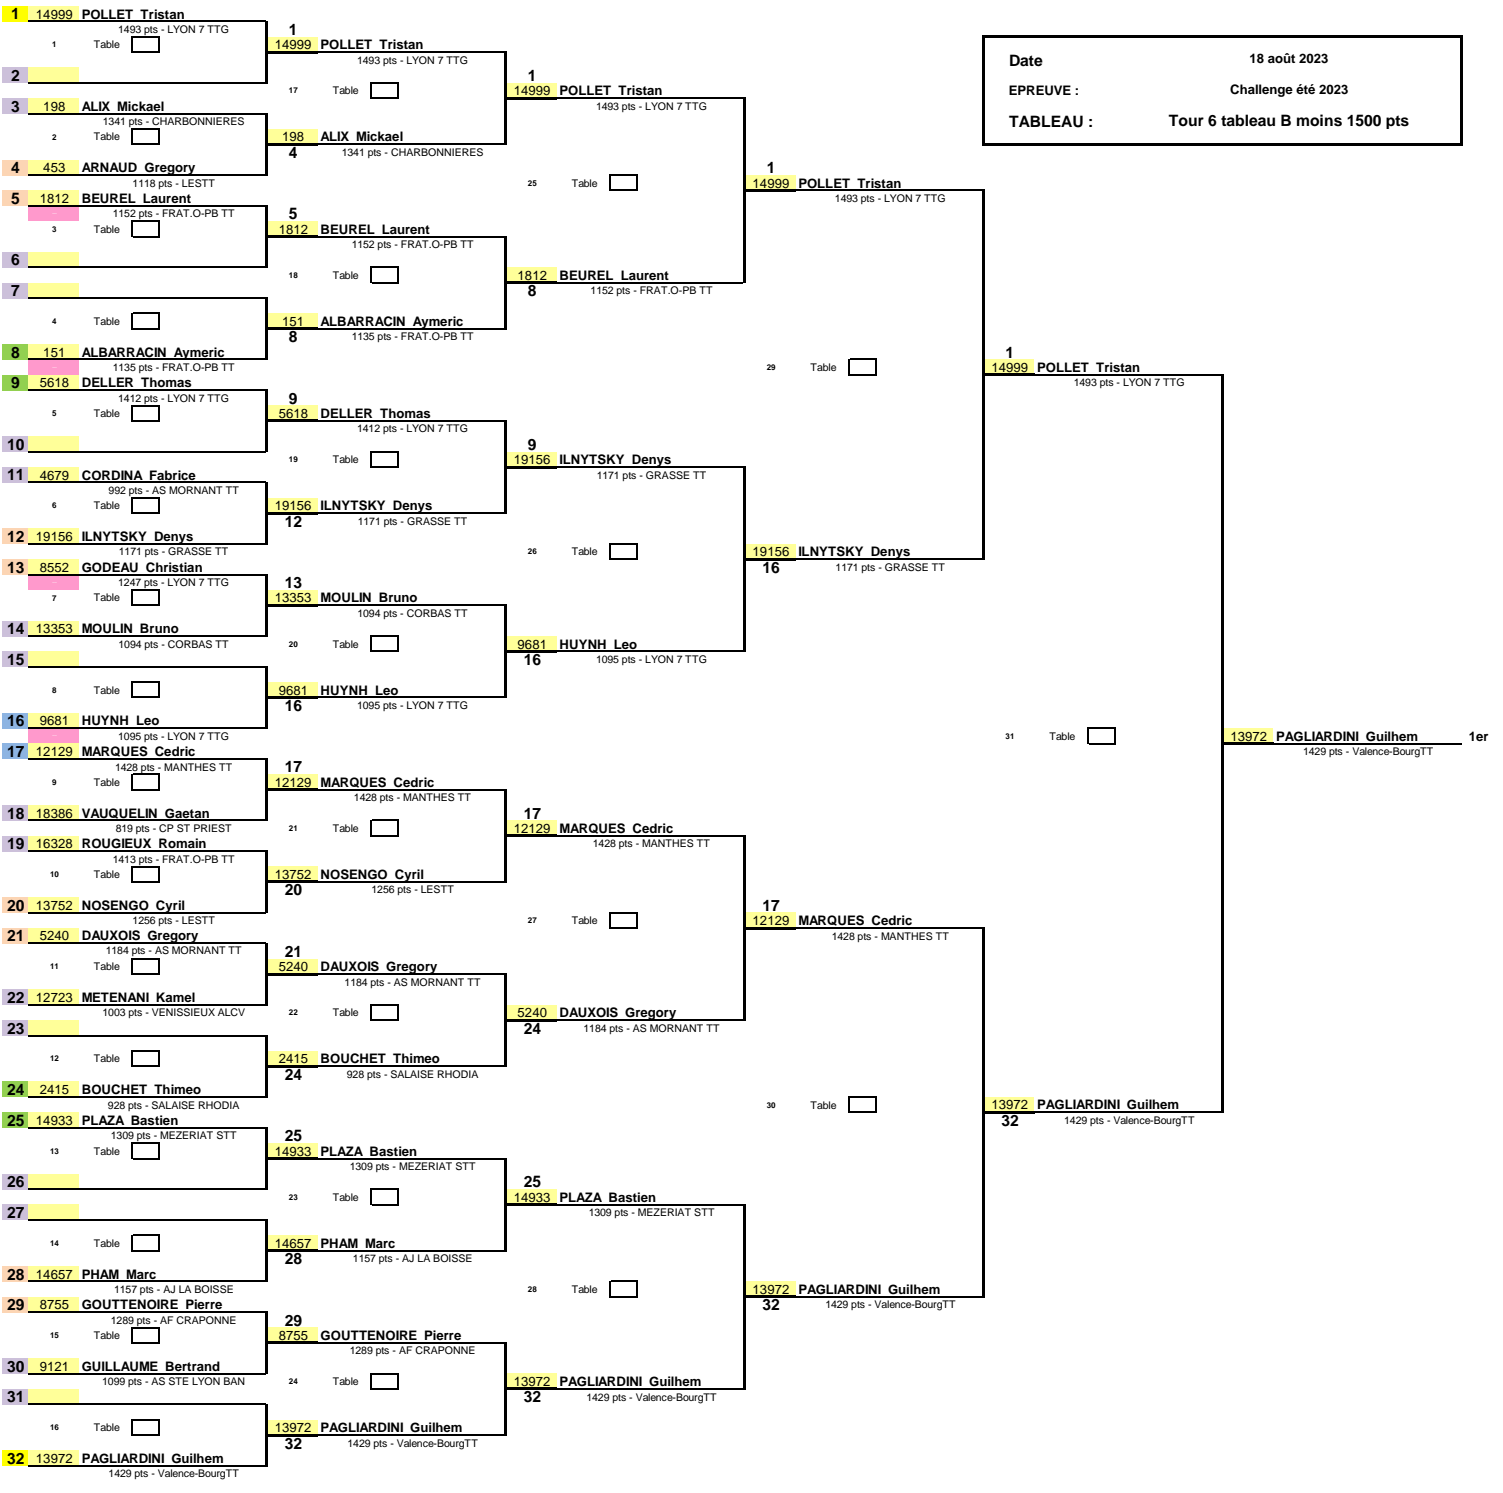 Date 18 août 2023
EPREUVE : Challenge été 2023
TABLEAU : Tour 6 tableau B moins 1500 pts
1 14999 POLLET Tristan
1493 pts - LYON 7 TTG
1 Table
2
3 198 ALIX Mickael
1341 pts - CHARBONNIERES
2 Table
4 453 ARNAUD Gregory
1118 pts - LESTT
5 1812 BEUREL Laurent
1152 pts - FRAT.O-PB TT
3 Table
6
7
4 Table
8 151 ALBARRACIN Aymeric
1135 pts - FRAT.O-PB TT
9 5618 DELLER Thomas
1412 pts - LYON 7 TTG
5 Table
10
11 4679 CORDINA Fabrice
992 pts - AS MORNANT TT
6 Table
12 19156 ILNYTSKY Denys
1171 pts - GRASSE TT
13 8552 GODEAU Christian
1247 pts - LYON 7 TTG
7 Table
14 13353 MOULIN Bruno
1094 pts - CORBAS TT
15
8 Table
16 9681 HUYNH Leo
1095 pts - LYON 7 TTG
17 12129 MARQUES Cedric
1428 pts - MANTHES TT
9 Table
18 18386 VAUQUELIN Gaetan
819 pts - CP ST PRIEST
19 16328 ROUGIEUX Romain
1413 pts - FRAT.O-PB TT
10 Table
20 13752 NOSENGO Cyril
1256 pts - LESTT
21 5240 DAUXOIS Gregory
1184 pts - AS MORNANT TT
11 Table
22 12723 METENANI Kamel
1003 pts - VENISSIEUX ALCV
23
12 Table
24 2415 BOUCHET Thimeo
928 pts - SALAISE RHODIA
25 14933 PLAZA Bastien
1309 pts - MEZERIAT STT
13 Table
26
27
14 Table
28 14657 PHAM Marc
1157 pts - AJ LA BOISSE
29 8755 GOUTTENOIRE Pierre
1289 pts - AF CRAPONNE
15 Table
30 9121 GUILLAUME Bertrand
1099 pts - AS STE LYON BAN
31
16 Table
32 13972 PAGLIARDINI Guilhem
1429 pts - Valence-BourgTT
1
14999 POLLET Tristan
1493 pts - LYON 7 TTG
17 Table
198 ALIX Mickael
4 1341 pts - CHARBONNIERES
5
1812 BEUREL Laurent
1152 pts - FRAT.O-PB TT
18 Table
151 ALBARRACIN Aymeric
8 1135 pts - FRAT.O-PB TT
9
5618 DELLER Thomas
1412 pts - LYON 7 TTG
19 Table
19156 ILNYTSKY Denys
12 1171 pts - GRASSE TT
13
13353 MOULIN Bruno
1094 pts - CORBAS TT
20 Table
9681 HUYNH Leo
16 1095 pts - LYON 7 TTG
17
12129 MARQUES Cedric
1428 pts - MANTHES TT
21 Table
13752 NOSENGO Cyril
20 1256 pts - LESTT
21
5240 DAUXOIS Gregory
1184 pts - AS MORNANT TT
22 Table
2415 BOUCHET Thimeo
24 928 pts - SALAISE RHODIA
25
14933 PLAZA Bastien
1309 pts - MEZERIAT STT
23 Table
14657 PHAM Marc
28 1157 pts - AJ LA BOISSE
29
8755 GOUTTENOIRE Pierre
1289 pts - AF CRAPONNE
24 Table
13972 PAGLIARDINI Guilhem
32 1429 pts - Valence-BourgTT
1
14999 POLLET Tristan
1493 pts - LYON 7 TTG
25 Table
1812 BEUREL Laurent
8 1152 pts - FRAT.O-PB TT
9
19156 ILNYTSKY Denys
1171 pts - GRASSE TT
26 Table
9681 HUYNH Leo
16 1095 pts - LYON 7 TTG
17
12129 MARQUES Cedric
1428 pts - MANTHES TT
27 Table
5240 DAUXOIS Gregory
24 1184 pts - AS MORNANT TT
25
14933 PLAZA Bastien
1309 pts - MEZERIAT STT
28 Table
13972 PAGLIARDINI Guilhem
32 1429 pts - Valence-BourgTT
1
14999 POLLET Tristan
1493 pts - LYON 7 TTG
29 Table
19156 ILNYTSKY Denys
16 1171 pts - GRASSE TT
17
12129 MARQUES Cedric
1428 pts - MANTHES TT
30 Table
13972 PAGLIARDINI Guilhem
32 1429 pts - Valence-BourgTT
1
14999 POLLET Tristan
1493 pts - LYON 7 TTG
31 Table
13972 PAGLIARDINI Guilhem
32 1429 pts - Valence-BourgTT
13972 PAGLIARDINI Guilhem 1er
1429 pts - Valence-BourgTT